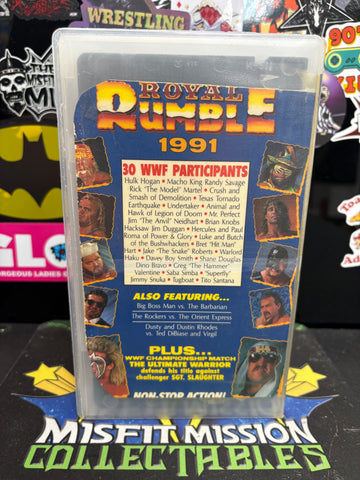 WRESTLING
THE
MISFIT M
90'
GLO
ORGEOUS LADIES
ROYAL
RUMBLE
1991
30 WWF PARTICIPANTS
Hulk Hogan • Macho King Randy Savage
Rick "The Model" Martel • Crush and
Smash of Demolition • Texas Tornado
Earthquake • Undertaker • Animal and
Hawk of Legion of Doom • Mr. Perfect
Jim "The Anvil" Neidhart • Brian Knobs
Hacksaw Jim Duggan • Hercules and Paul
Roma of Power & Glory • Luke and Butch
of the Bushwhackers • Bret "Hit Man"
Hart • Jake "The Snake" Roberts • Warlord
Haku • Davey Boy Smith • Shane Douglas
Dino Bravo • Greg "The Hammer"
Valentine • Saba Simba • "Superfly"
Jimmy Snuka • Tugboat • Tito Santana
ALSO FEATURING...
Big Boss Man vs. The Barbarian
The Rockers vs. The Orient Express
Dusty and Dustin Rhodes
vs. Ted DiBiase and Virgil
PLUS...
WWF CHAMPIONSHIP MATCH
THE ULTIMATE WARRIOR
defends his title against
challenger SGT. SLAUGHTER
NON-STOP ACTION!
MISFIT MISSION
COLLECTABLES